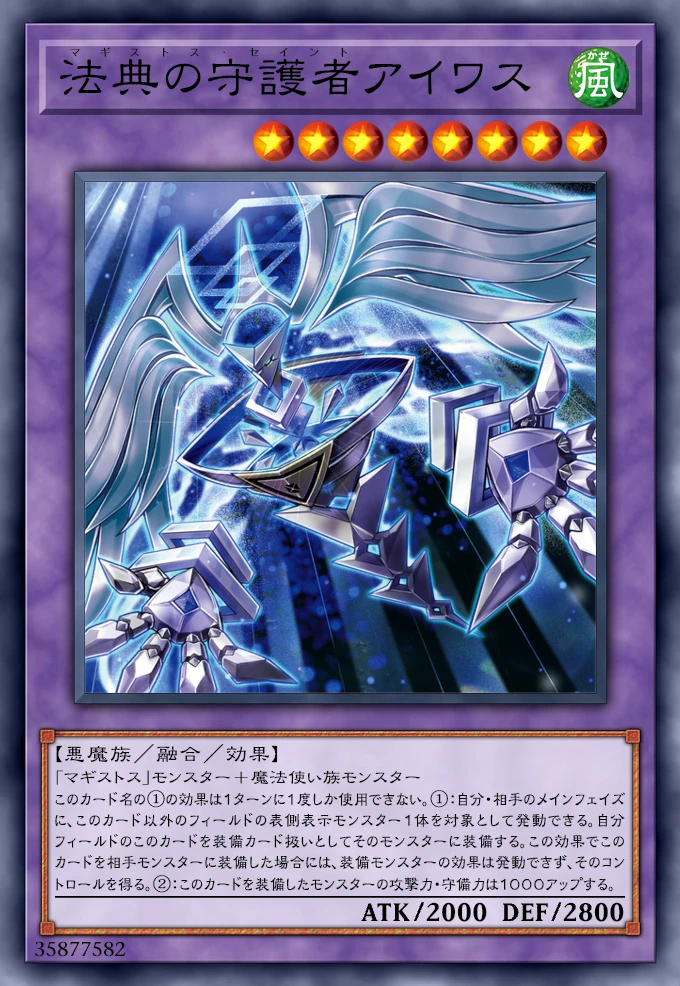 マギストス・セイント
法典の守護者アイワス
かぜ
風
【悪魔族／融合／効果】
「マギストス」モンスター＋魔法使い族モンスター
このカード名の①の効果は１ターンに１度しか使用できない。①：自分・相手のメインフェイズ
に、このカード以外のフィールドの表側表示モンスター１体を対象として発動できる。自分
フィールドのこのカードを装備カード扱いとしてそのモンスターに装備する。この効果でこの
カードを相手モンスターに装備した場合には、装備モンスターの効果は発動できず、そのコン
トロールを得る。②：このカードを装備したモンスターの攻撃力・守備力は１０００アップする。
ATK/2000 DEF/2800
35877582